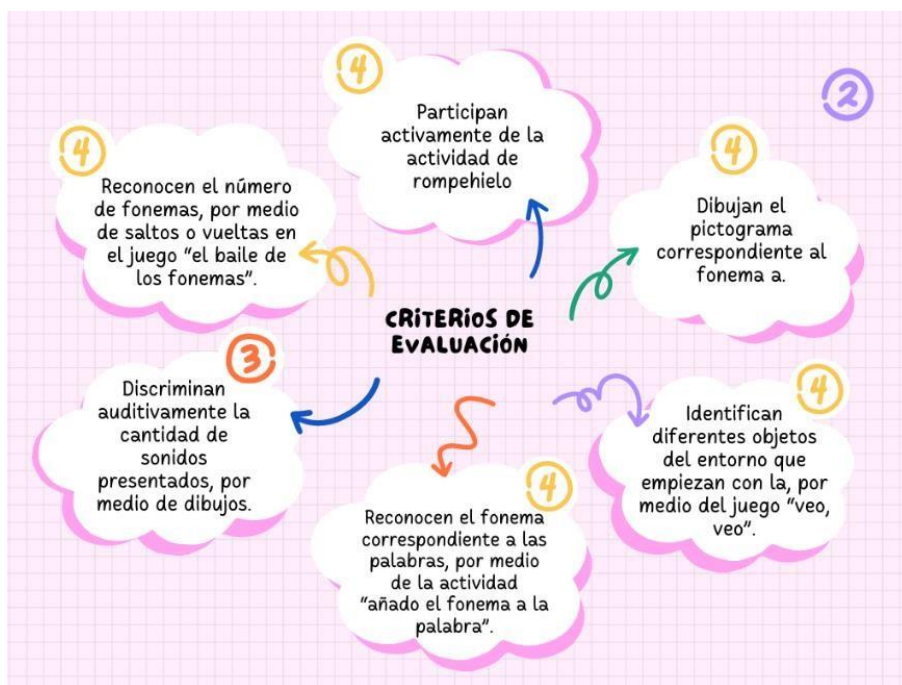 4
Participan
activamente de la
actividad de
rompehielo
2
4
Reconocen el número
de fonemas, por medio
de saltos o vueltas en
el juego "el baile de
los fonemas".
4
Dibujan el
pictograma
correspondiente al
fonema a.
CRITERIOS DE
EVALUACIÓN
3
Discriminan
auditivamente la
cantidad de
sonidos
presentados, por
medio de dibujos.
4
Identifican
diferentes objetos
del entorno que
empiezan con la, por
medio del juego "veo,
veo".
4
Reconocen el fonema
correspondiente a las
palabras, por medio
de la actividad
"añado el fonema a la
palabra".